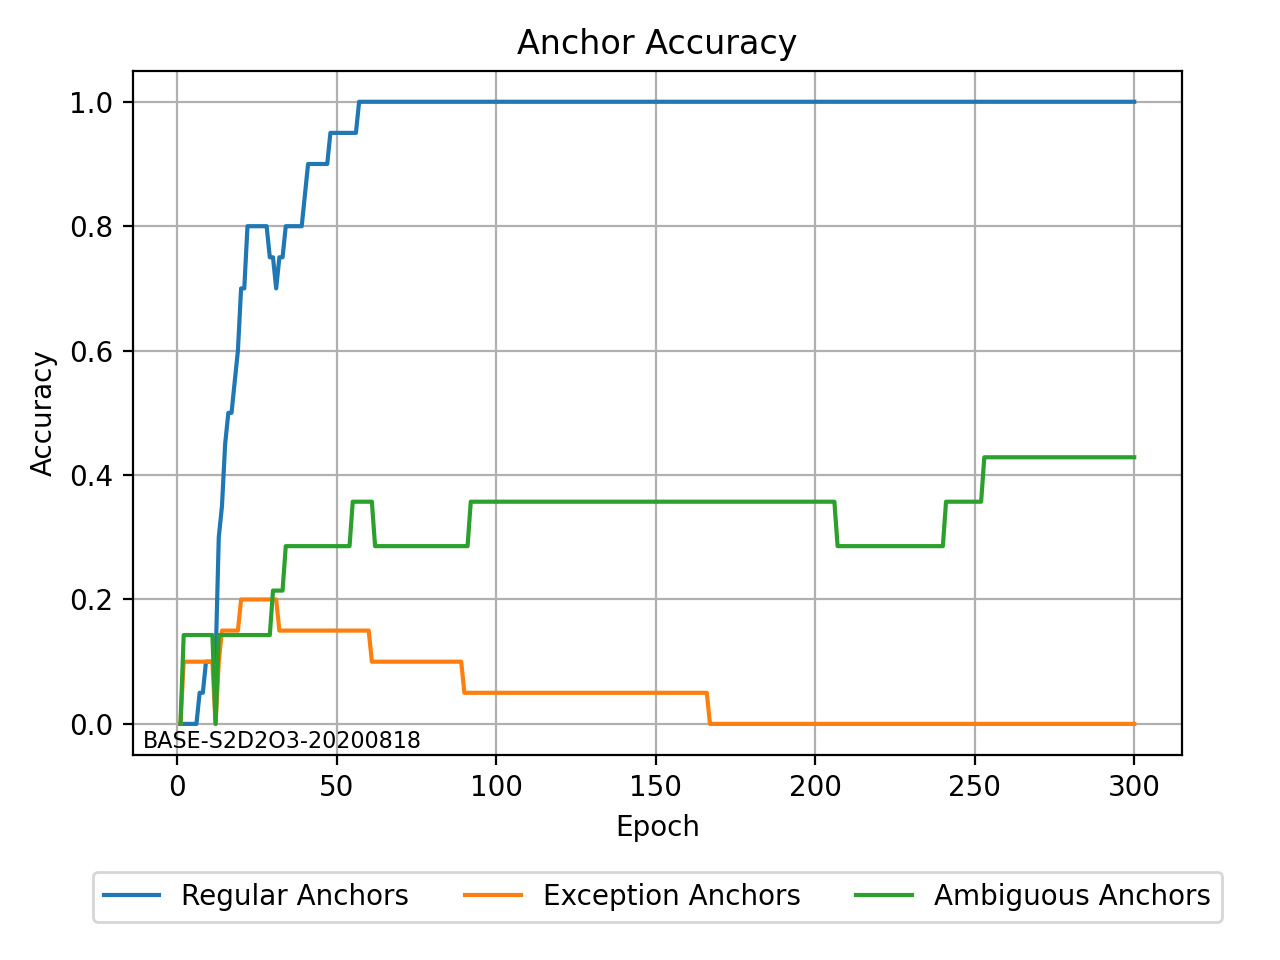 Anchor Accuracy
Accuracy
1.0
0.8
0.6
0.4
0.2
0.0
BASE-S2D2O3-20200818
0 50 100 150 200 250 300
Epoch
Regular Anchors Exception Anchors Ambiguous Anchors